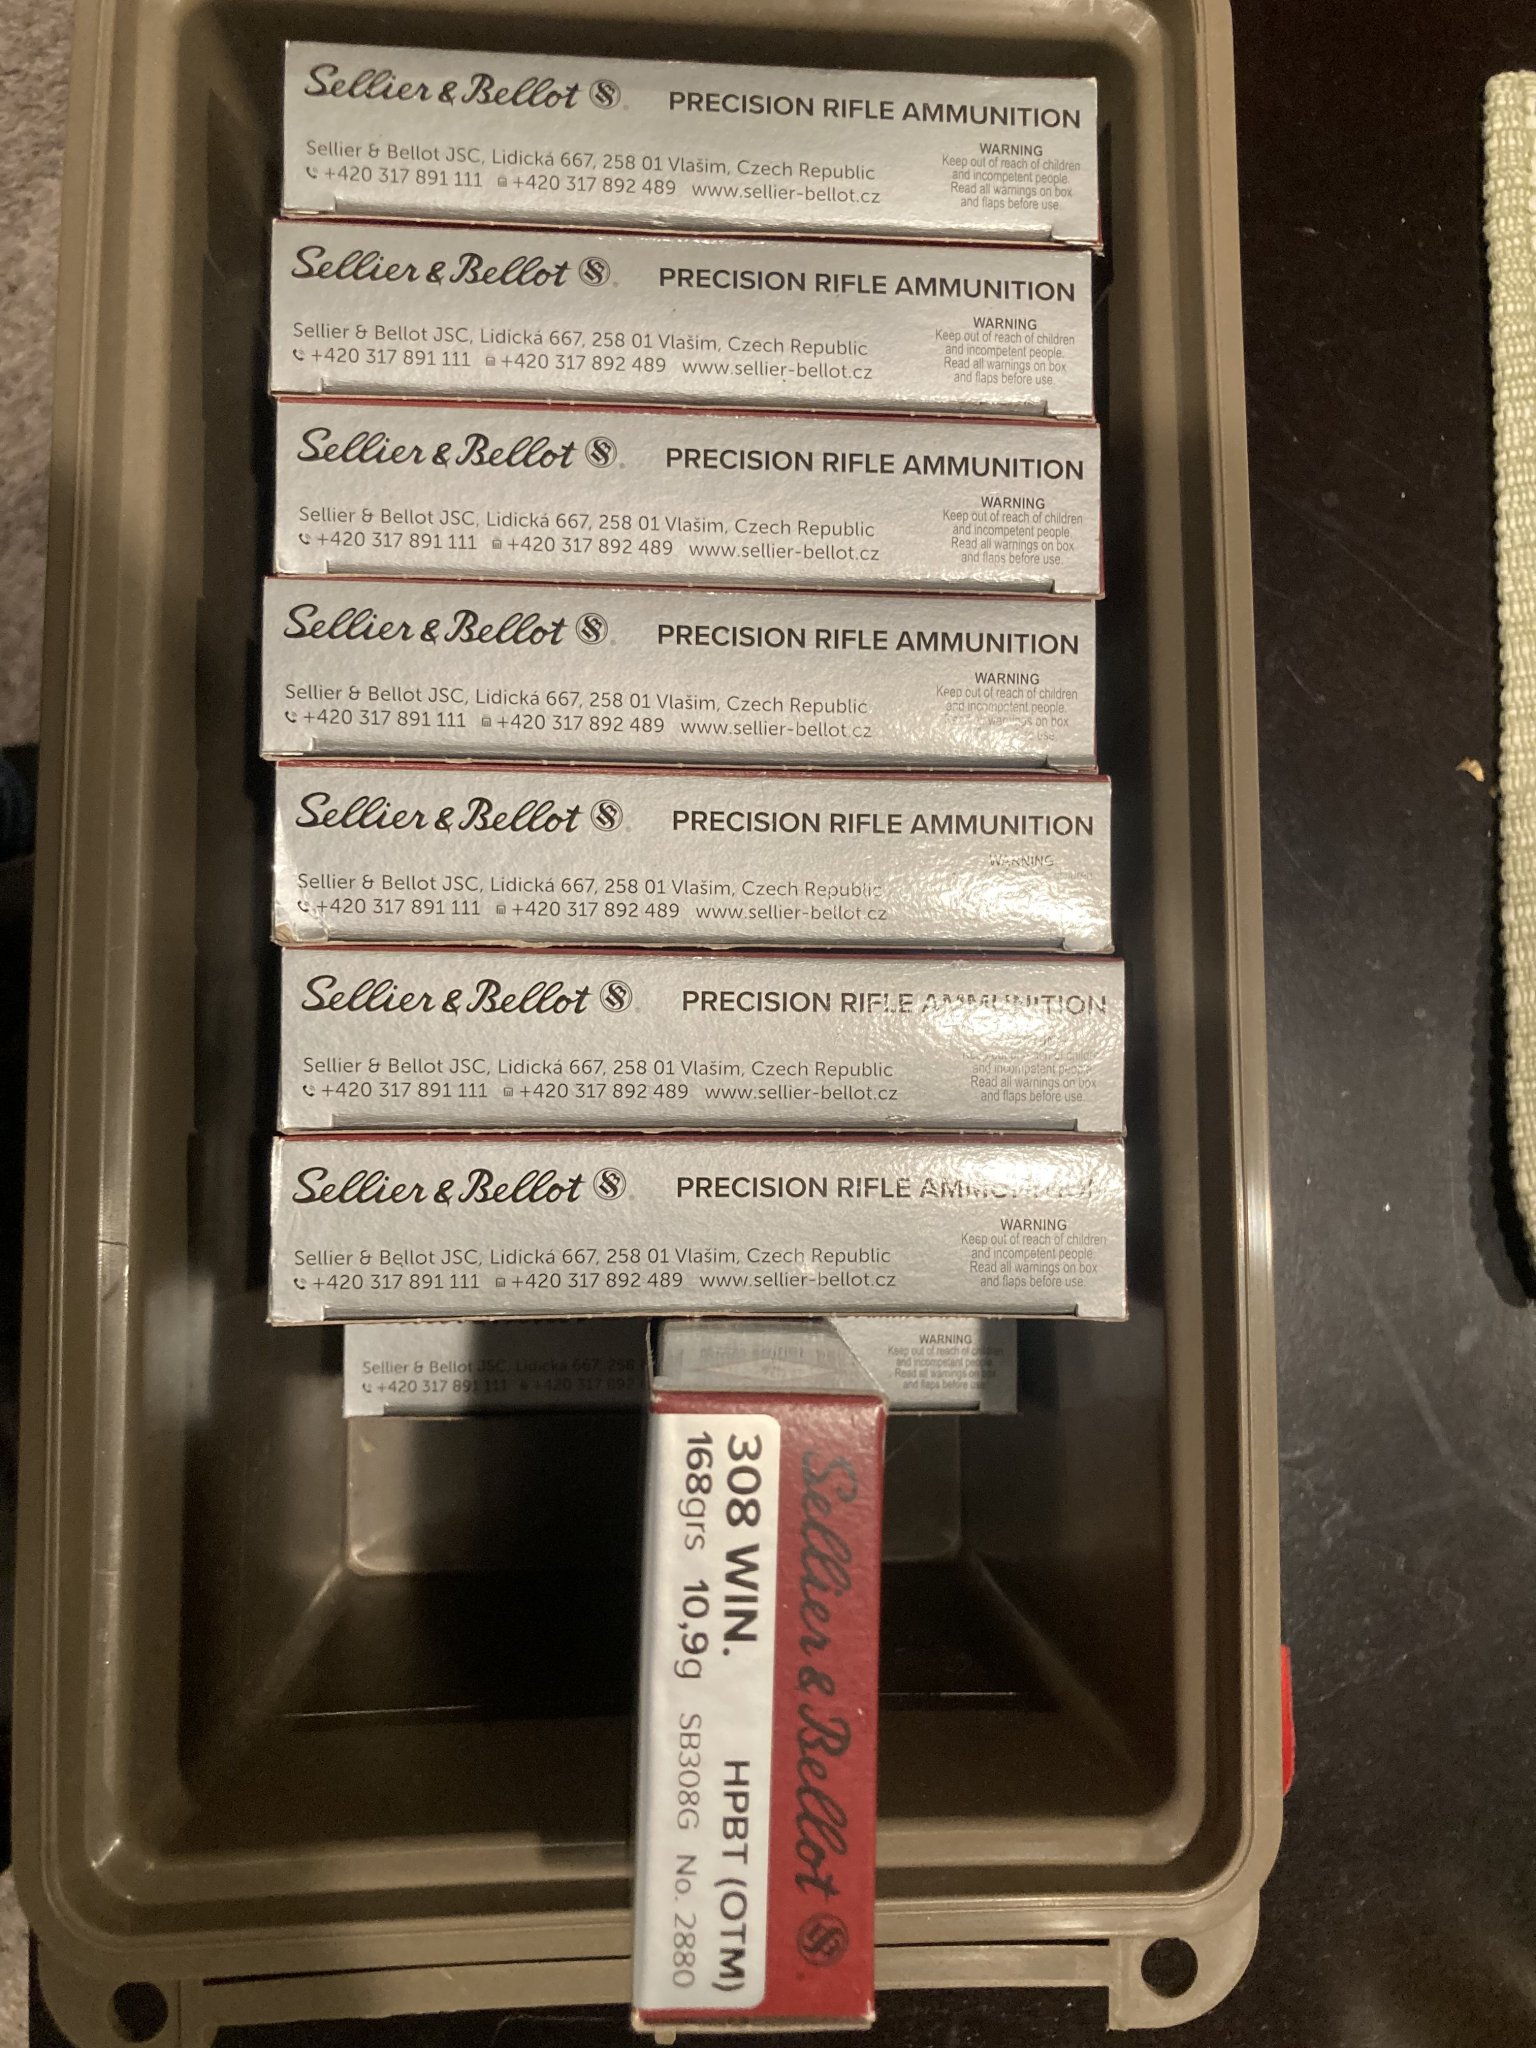 Sellier & Bellot PRECISION RIFLE AMMUNITION
Sellier & Bellot JSC, Lidická 667, 258 01 Vlašim, Czech Republic
+420 317 891 111 +420 317 892 489 www.sellier-bellot.cz
WARNING
Keep out of reach of children
and incompetent people.
Read all warnings on box
and flaps before use.
Sellier & Bellot PRECISION RIFLE AMMUNITION
Sellier & Bellot JSC, Lidická 667, 258 01 Vlašim, Czech Republic
+420 317 891 111 +420 317 892 489 www.sellier-bellot.cz
WARNING
Keep out of reach of children
and incompetent people.
Read all warnings on box
and flaps before use.
Sellier & Bellot PRECISION RIFLE AMMUNITION
Sellier & Bellot JSC, Lidická 667, 258 01 Vlašim, Czech Republic
+420 317 891 111 +420 317 892 489 www.sellier-bellot.cz
WARNING
Keep out of reach of children
and incompetent people.
Read all warnings on box
and flaps before use.
Sellier & Bellot PRECISION RIFLE AMMUNITION
Sellier & Bellot JSC, Lidická 667, 258 01 Vlašim, Czech Republic
+420 317 891 111 +420 317 892 489 www.sellier-bellot.cz
WARNING
Keep out of reach of children
and incompetent people.
warnings on box
use.
Sellier & Bellot PRECISION RIFLE AMMUNITION
Sellier & Bellot JSC, Lidická 667, 258 01 Vlašim, Czech Republic
+420 317 891 111 +420 317 892 489 www.sellier-bellot.cz
WARNING
children
Sellier & Bellot PRECISION RIFLE AMMUNITION
Sellier & Bellot JSC, Lidická 667, 258 01 Vlašim, Czech Republic
+420 317 891 111 +420 317 892 489 www.sellier-bellot.cz
Keep out of reach of children
and incompetent people.
Read all warnings on box
and flaps before use.
Sellier & Bellot PRECISION RIFLE AMMUNITION
Sellier & Bellot JSC, Lidická 667, 258 01 Vlašim, Czech Republic
+420 317 891 111 +420 317 892 489 www.sellier-bellot.cz
WARNING
Keep out of reach of children
and incompetent people.
Read all warnings on box
and flaps before use.
Sellier & Bellot JSC, Lidická 667, 258
+420 317 891 111 +420 317 892
WARNING
Keep out of reach of children
and incompetent people.
Read all warnings on box
and flaps before use.
Sellier & Bellot
308 WIN. HPBT (OTM)
168grs 10,9g SB308G No. 2880